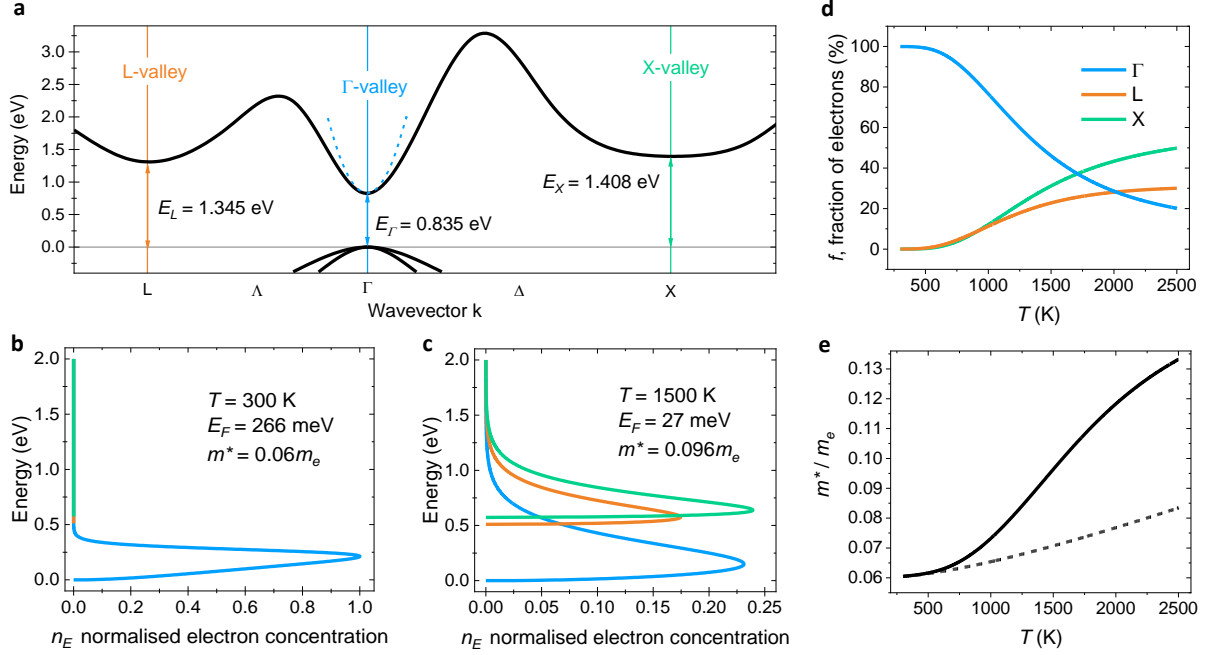 a
3.0
2.5
2.0
1.5
1.0
0.5
0.0
Energy (eV)
L-valley
Γ-valley
X-valley
E_L = 1.345 eV
E_Γ = 0.835 eV
E_X = 1.408 eV
L
Λ
Γ
Δ
X
Wavevector k
b
2.0
1.5
1.0
0.5
0.0
Energy (eV)
T = 300 K
E_F = 266 meV
m* = 0.06m_e
0.0 0.2 0.4 0.6 0.8 1.0
n_E normalised electron concentration
c
2.0
1.5
1.0
0.5
0.0
Energy (eV)
T = 1500 K
E_F = 27 meV
m* = 0.096m_e
0.00 0.05 0.10 0.15 0.20 0.25
n_E normalised electron concentration
d
100
80
60
40
20
0
f, fraction of electrons (%)
Γ
L
X
500 1000 1500 2000 2500
T (K)
e
0.13
0.12
0.11
0.10
0.09
0.08
0.07
0.06
m* / m_e
500 1000 1500 2000 2500
T (K)